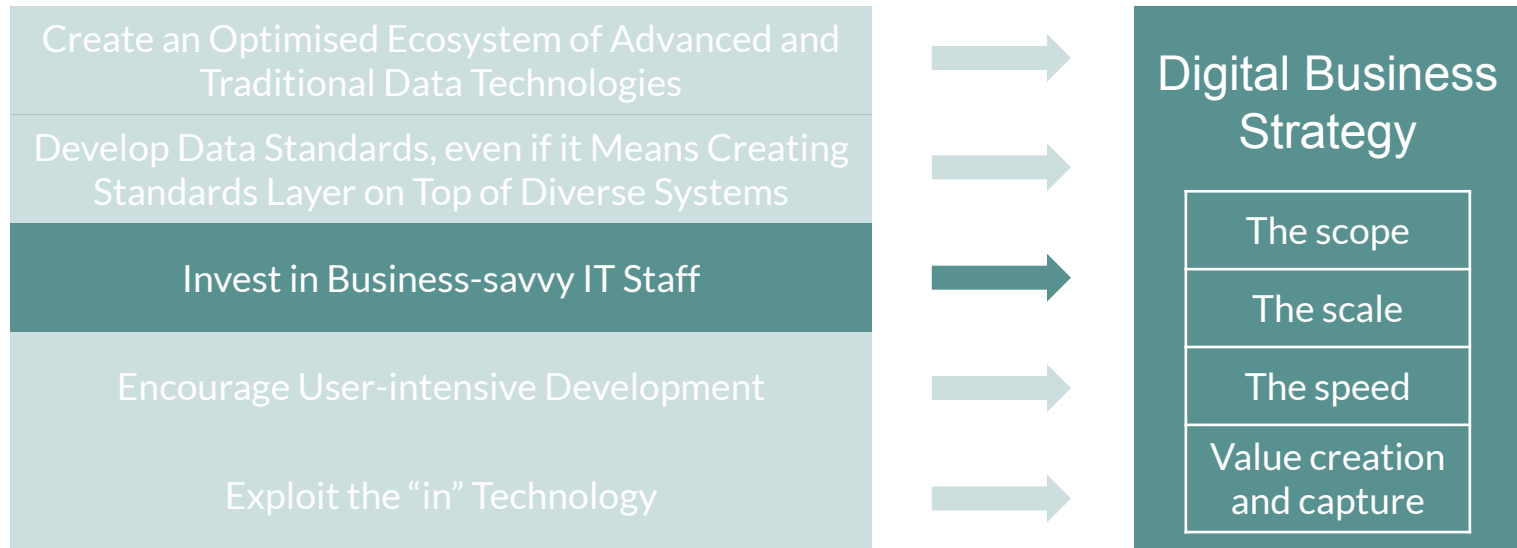 Create an Optimised Ecosystem of Advanced and
Traditional Data Technologies
Develop Data Standards, even if it Means Creating
Standards Layer on Top of Diverse Systems
Invest in Business-savvy IT Staff
Encourage User-intensive Development
Exploit the “in” Technology
Digital Business
Strategy
The scope
The scale
The speed
Value creation
and capture